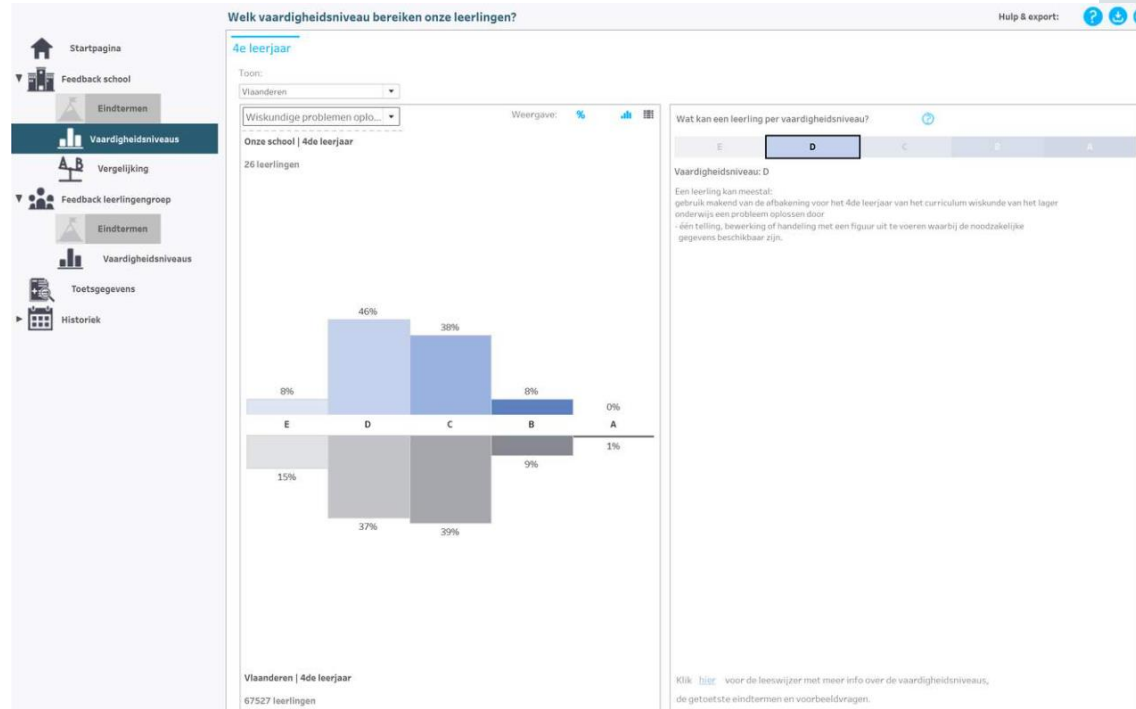 Welk vaardigheidsniveau bereiken onze leerlingen?
Hulp & export:
?
Startpagina
Feedback school
Eindtermen
Vaardigheidsniveaus
A B
Vergelijking
Feedback leerlingengroep
Eindtermen
Vaardigheidsniveaus
Toetsgegevens
Historiek
4e leerjaar
Toon:
Vlaanderen
Wiskundige problemen oplo...
Weergave:
%
Onze school | 4de leerjaar
26 leerlingen
46%
38%
8%
8%
0%
E D C B A
1%
9%
15%
37%
39%
Vlaanderen | 4de leerjaar
67527 leerlingen
Wat kan een leerling per vaardigheidsniveau?
?
E D C B A
Vaardigheidsniveau: D
Een leerling kan meestal:
gebruik makend van de afbakening voor het 4de leerjaar van het curriculum wiskunde van het lager
onderwijs een probleem oplossen door
- één telling, bewerking of handeling met een figuur uit te voeren waarbij de noodzakelijke
gegevens beschikbaar zijn.
Klik hier voor de leeswijzer met meer info over de vaardigheidsniveaus,
de getoetste eindtermen en voorbeeldvragen.